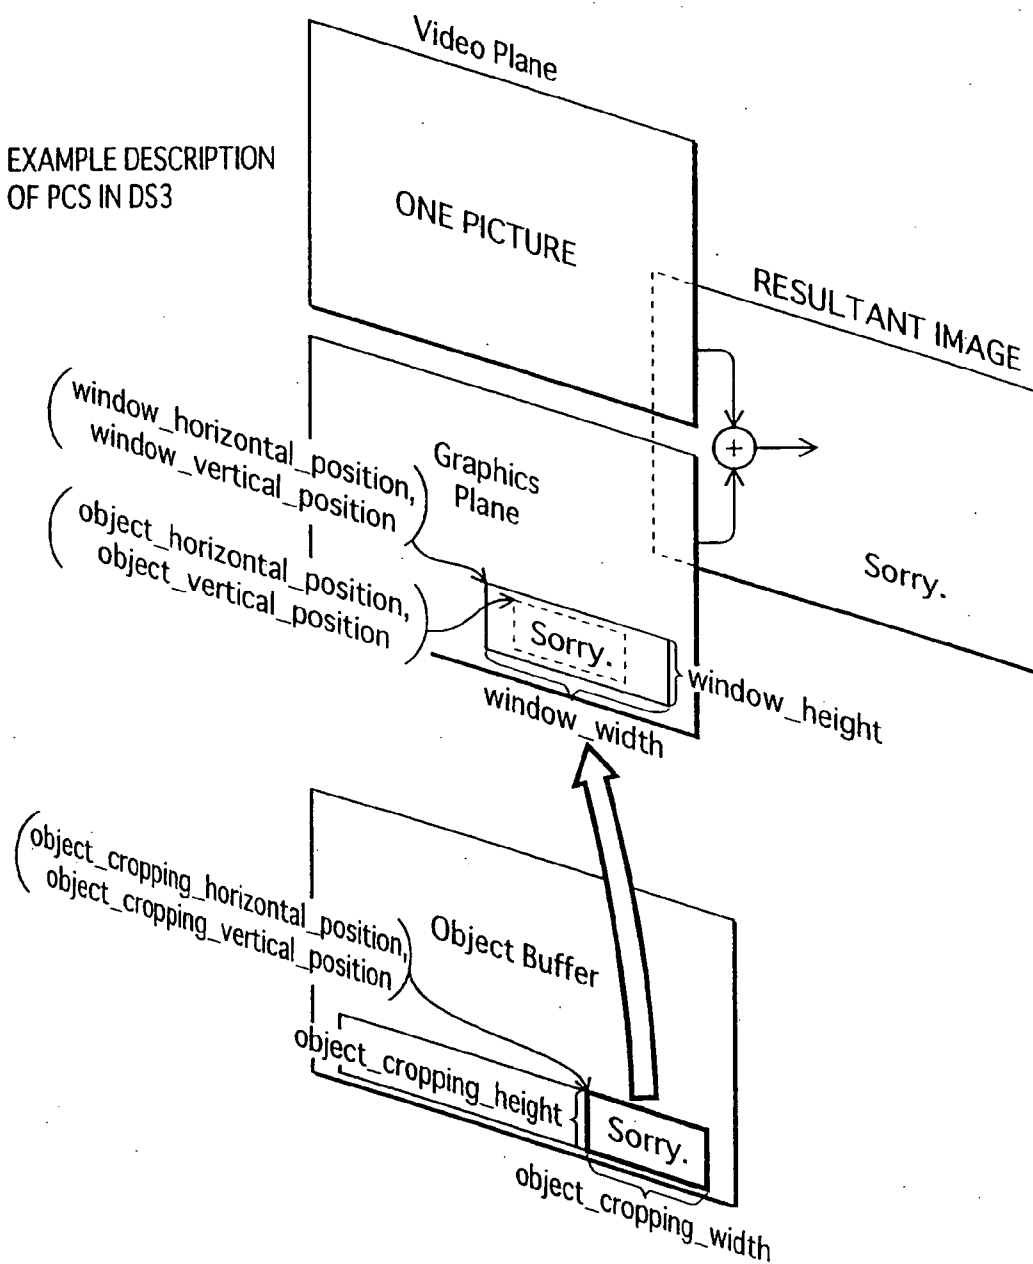 Video Plane
EXAMPLE DESCRIPTION
OF PCS IN DS3
ONE PICTURE
RESULTANT IMAGE
(window_horizontal_position,
window_vertical_position)
Graphics
Plane
(object_horizontal_position,
object_vertical_position)
Sorry.
Sorry.
window_height
window_width
(object_cropping_horizontal_position,
object_cropping_vertical_position)
Object Buffer
object_cropping_height
Sorry.
object_cropping_width
+